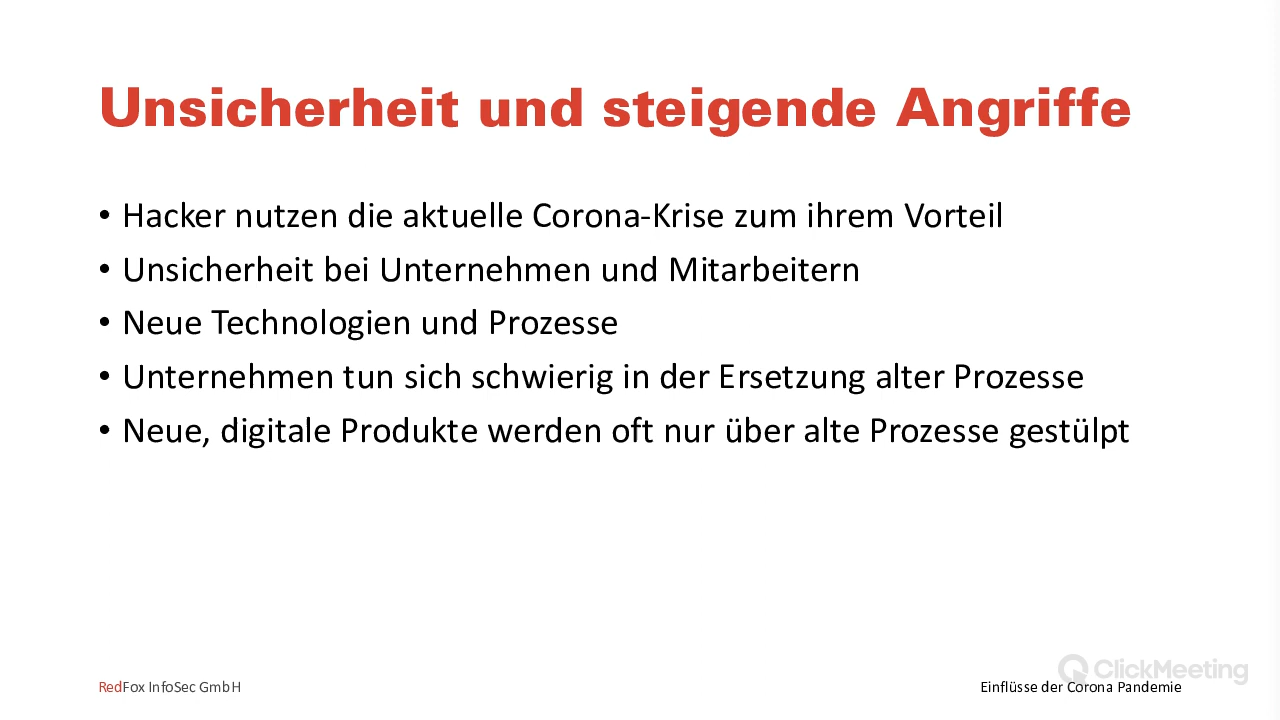 Unsicherheit und steigende Angriffe
• Hacker nutzen die aktuelle Corona-Krise zum ihrem Vorteil
• Unsicherheit bei Unternehmen und Mitarbeitern
• Neue Technologien und Prozesse
• Unternehmen tun sich schwierig in der Ersetzung alter Prozesse
• Neue, digitale Produkte werden oft nur über alte Prozesse gestülpt
ClickMeeting
RedFox InfoSec GmbH
Einflüsse der Corona Pandemie